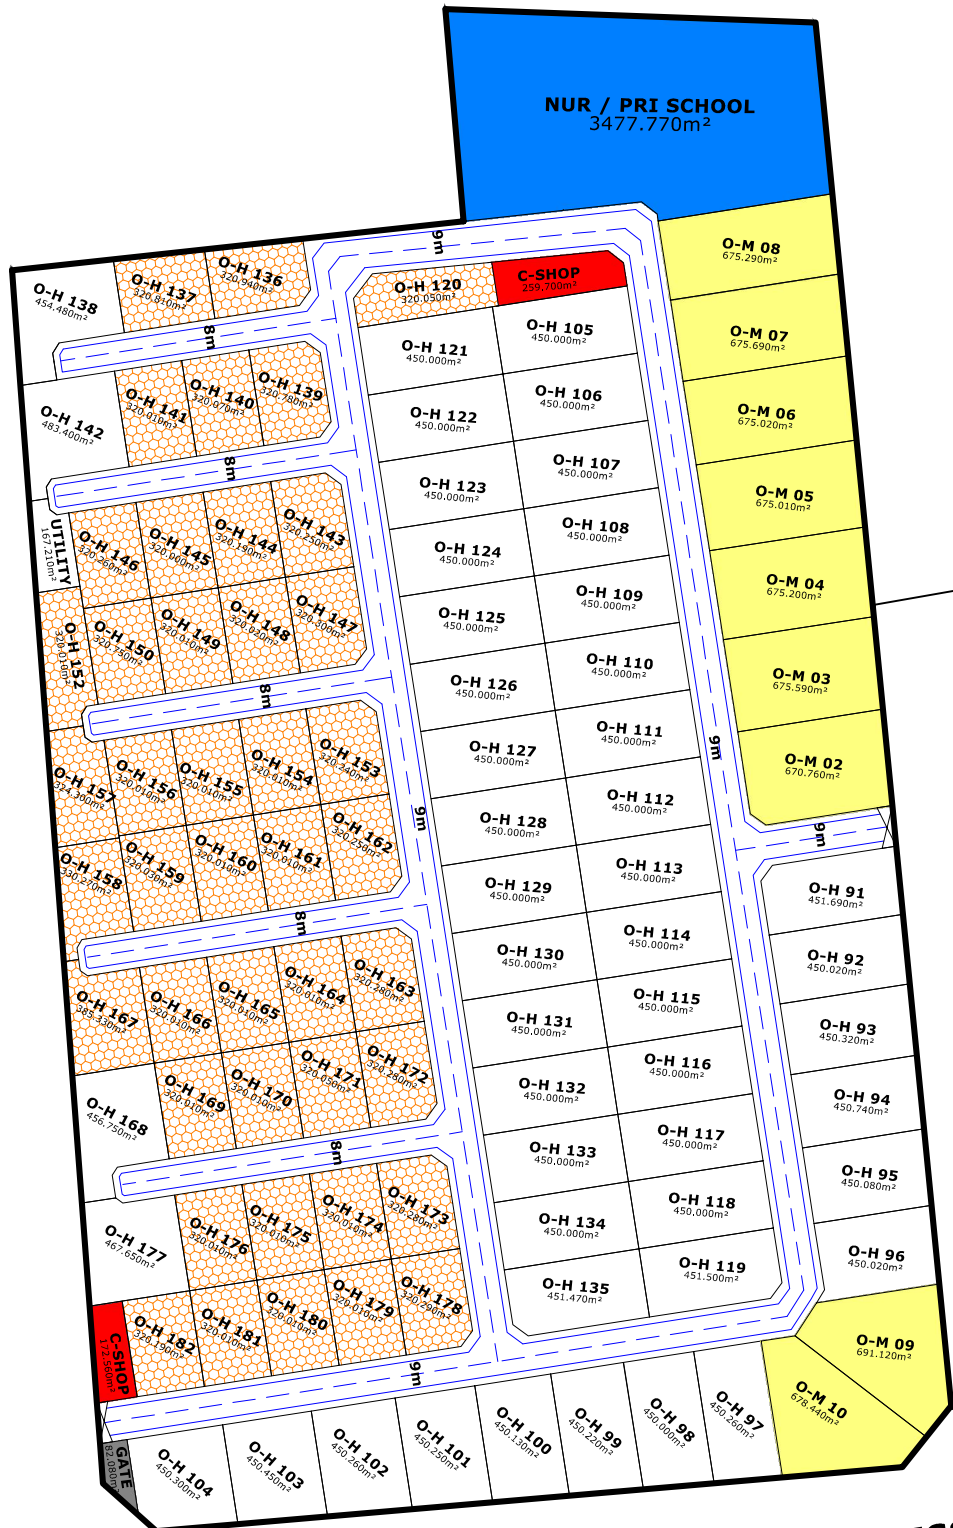 NUR / PRI SCHOOL
3477.770m²
O-M 08
675.290m²
9m
O-H 136
320.940m²
O-H 137
320.810m²
O-H 138
454.480m²
O-H 120
320.050m²
C-SHOP
259.700m²
8m
O-H 105
450.000m²
O-H 121
450.000m²
O-M 07
675.690m²
O-H 139
320.780m²
O-H 140
320.070m²
O-H 141
320.010m²
O-H 142
483.400m²
O-H 106
450.000m²
O-H 122
450.000m²
O-M 06
675.020m²
8m
O-H 107
450.000m²
O-H 123
450.000m²
O-M 05
675.010m²
O-H 143
320.250m²
O-H 144
320.190m²
O-H 145
320.000m²
O-H 146
320.260m²
UTILITY
167.210m²
O-H 108
450.000m²
O-H 124
450.000m²
O-M 04
675.200m²
O-H 109
450.000m²
O-H 125
450.000m²
O-H 147
320.300m²
O-H 148
320.020m²
O-H 149
320.010m²
O-H 150
320.750m²
O-H 152
320.010m²
O-H 110
450.000m²
O-H 126
450.000m²
O-M 03
675.590m²
8m
O-H 111
450.000m²
O-H 127
450.000m²
9m
O-M 02
670.760m²
O-H 153
320.240m²
O-H 154
320.010m²
O-H 155
320.010m²
O-H 156
320.010m²
O-H 157
324.300m²
O-H 112
450.000m²
O-H 128
450.000m²
9m
9m
O-H 162
320.250m²
O-H 161
320.010m²
O-H 160
320.010m²
O-H 159
320.030m²
O-H 158
330.270m²
O-H 113
450.000m²
O-H 129
450.000m²
O-H 91
451.690m²
8m
O-H 114
450.000m²
O-H 130
450.000m²
O-H 92
450.020m²
O-H 163
320.280m²
O-H 164
320.010m²
O-H 165
320.010m²
O-H 166
320.010m²
O-H 167
385.330m²
O-H 115
450.000m²
O-H 131
450.000m²
O-H 93
450.320m²
O-H 116
450.000m²
O-H 132
450.000m²
O-H 172
320.280m²
O-H 171
320.050m²
O-H 170
320.010m²
O-H 169
320.010m²
O-H 168
456.750m²
O-H 94
450.740m²
O-H 117
450.000m²
O-H 133
450.000m²
8m
O-H 95
450.080m²
O-H 118
450.000m²
O-H 134
450.000m²
O-H 173
320.280m²
O-H 174
320.010m²
O-H 175
320.010m²
O-H 176
320.010m²
O-H 177
467.650m²
O-H 96
450.020m²
O-H 119
451.500m²
O-H 135
451.470m²
O-H 178
320.290m²
O-H 179
320.010m²
O-H 180
320.010m²
O-H 181
320.010m²
O-H 182
320.190m²
C-SHOP
172.560m²
O-M 09
691.120m²
9m
O-M 10
678.440m²
O-H 97
450.260m²
O-H 98
450.000m²
O-H 99
450.220m²
O-H 100
450.130m²
O-H 101
450.250m²
O-H 102
450.260m²
O-H 103
450.450m²
O-H 104
450.300m²
GATE
82.080m²